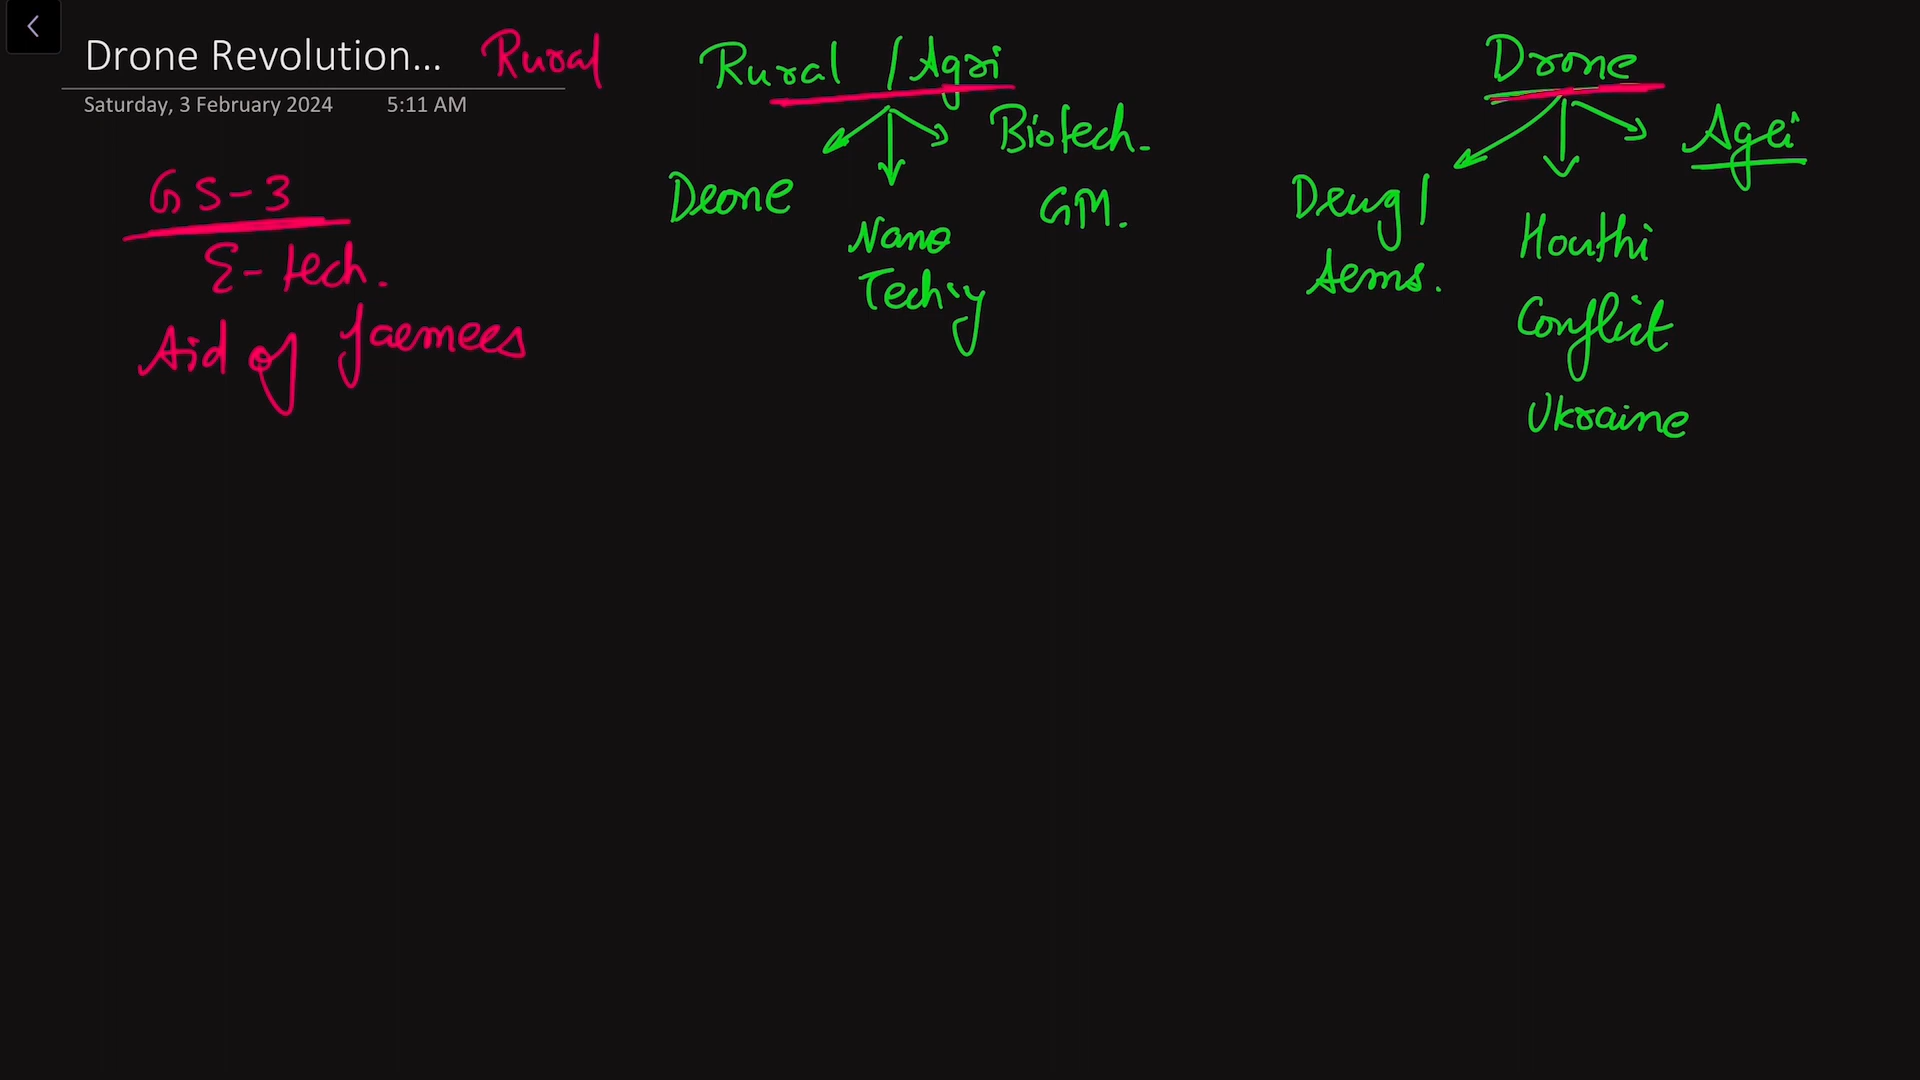 Drone Revolution... Rural
Saturday, 3 February 2024 5:11 AM
GS-3
E-tech.
Aid of farmers
Rural / Agri
Drone
Nano
Tech'y
Biotech.
GM.
Drone
Drug /
Arms.
Houthi
Conflict
Ukraine
Agri